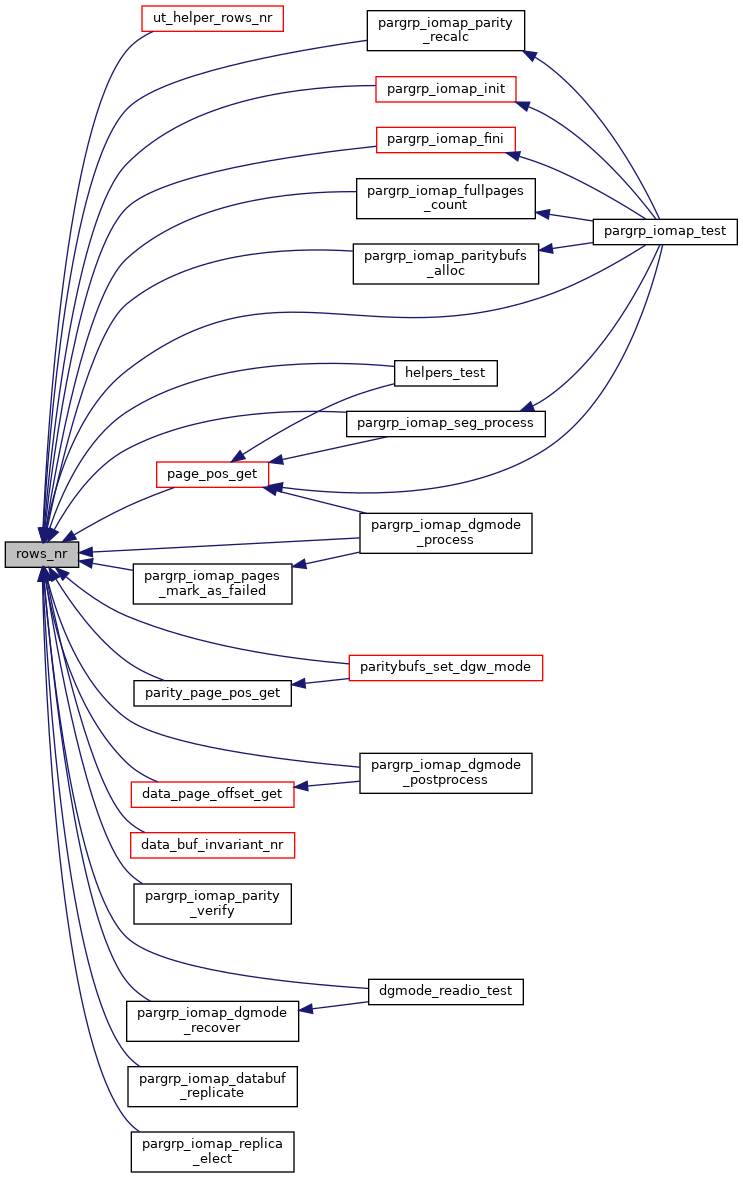 ut_helper_rows_nr
pargrp_iomap_parity
_recalc
pargrp_iomap_init
pargrp_iomap_fini
pargrp_iomap_fullpages
_count
pargrp_iomap_test
pargrp_iomap_paritybufs
_alloc
helpers_test
pargrp_iomap_seg_process
page_pos_get
pargrp_iomap_dgmode
_process
rows_nr
pargrp_iomap_pages
_mark_as_failed
paritybufs_set_dgw_mode
parity_page_pos_get
pargrp_iomap_dgmode
_postprocess
data_page_offset_get
data_buf_invariant_nr
pargrp_iomap_parity
_verify
dgmode_readio_test
pargrp_iomap_dgmode
_recover
pargrp_iomap_databuf
_replicate
pargrp_iomap_replica
_elect